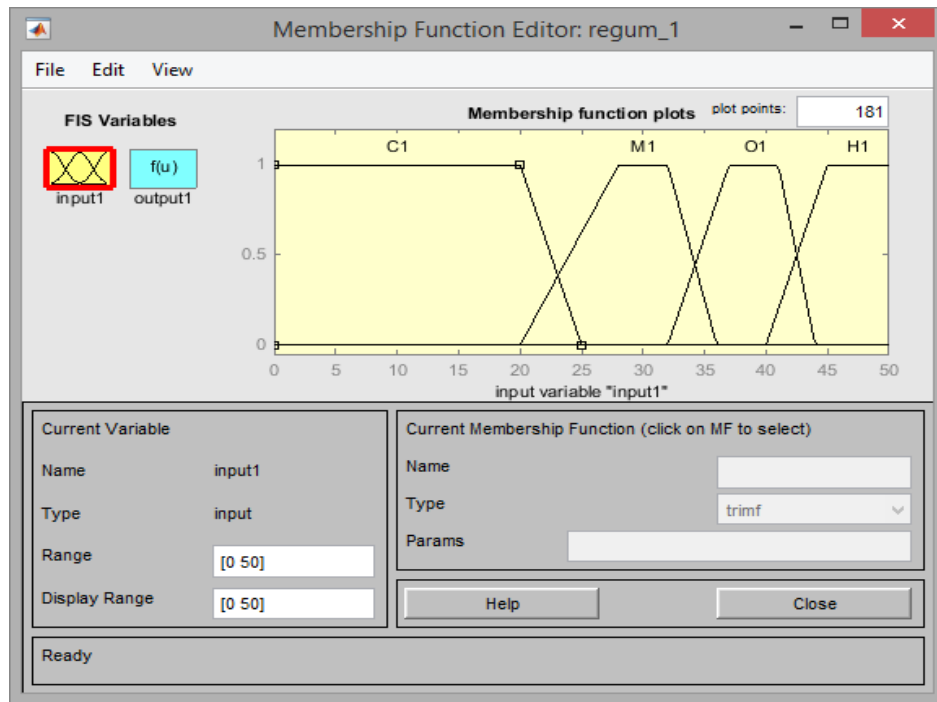 Membership Function Editor: regum_1
File Edit View
FIS Variables
f(u)
input1 output1
Membership function plots plot points: 181
C1 M1 O1 H1
1
0.5
0
0 5 10 15 20 25 30 35 40 45 50
input variable "input1"
Current Variable
Name input1
Type input
Range [0 50]
Display Range [0 50]
Current Membership Function (click on MF to select)
Name
Type trimf
Params
Help Close
Ready